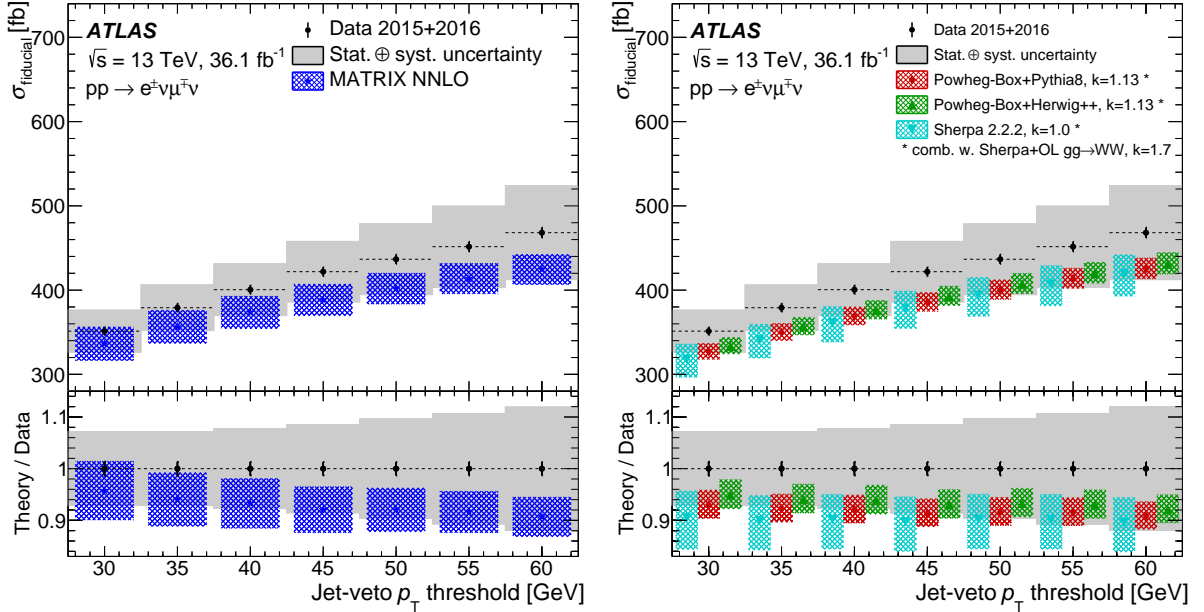 ATLAS
√s = 13 TeV, 36.1 fb⁻¹
pp → e±νμ∓ν
Data 2015+2016
Stat. ⊕ syst. uncertainty
MATRIX NNLO
σfiducial [fb]
700
600
500
400
300
Theory / Data
1.1
1
0.9
30 35 40 45 50 55 60
Jet-veto pT threshold [GeV]
ATLAS
√s = 13 TeV, 36.1 fb⁻¹
pp → e±νμ∓ν
Data 2015+2016
Stat. ⊕ syst. uncertainty
Powheg-Box+Pythia8, k=1.13 *
Powheg-Box+Herwig++, k=1.13 *
Sherpa 2.2.2, k=1.0 *
* comb. w. Sherpa+OL gg→WW, k=1.7
σfiducial [fb]
700
600
500
400
300
Theory / Data
1.1
1
0.9
30 35 40 45 50 55 60
Jet-veto pT threshold [GeV]